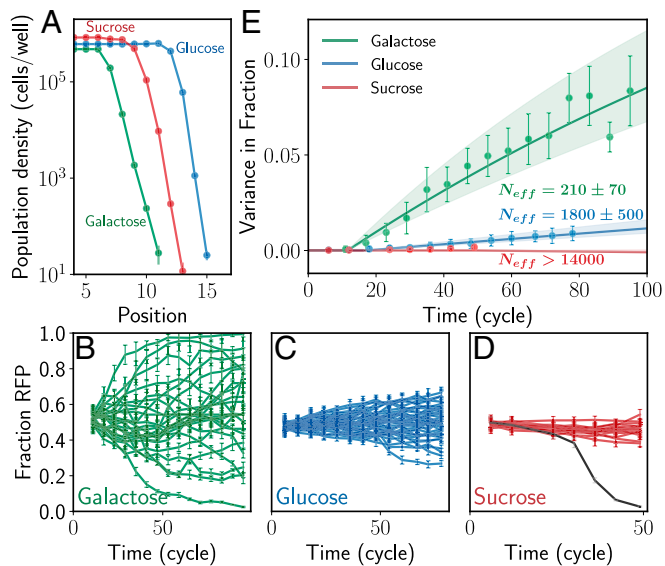 A
Population density (cells/well)
10^5
10^3
10^1
Sucrose
Glucose
Galactose
5 10 15
Position
E
Variance in Fraction
0.10
0.05
0.00
Galactose
Glucose
Sucrose
N_eff = 210 ± 70
N_eff = 1800 ± 500
N_eff > 14000
0 20 40 60 80 100
Time (cycle)
B
Fraction RFP
1.0
0.8
0.6
0.4
0.2
0.0
Galactose
0 50
Time (cycle)
C
Glucose
0 50
Time (cycle)
D
Sucrose
0 50
Time (cycle)